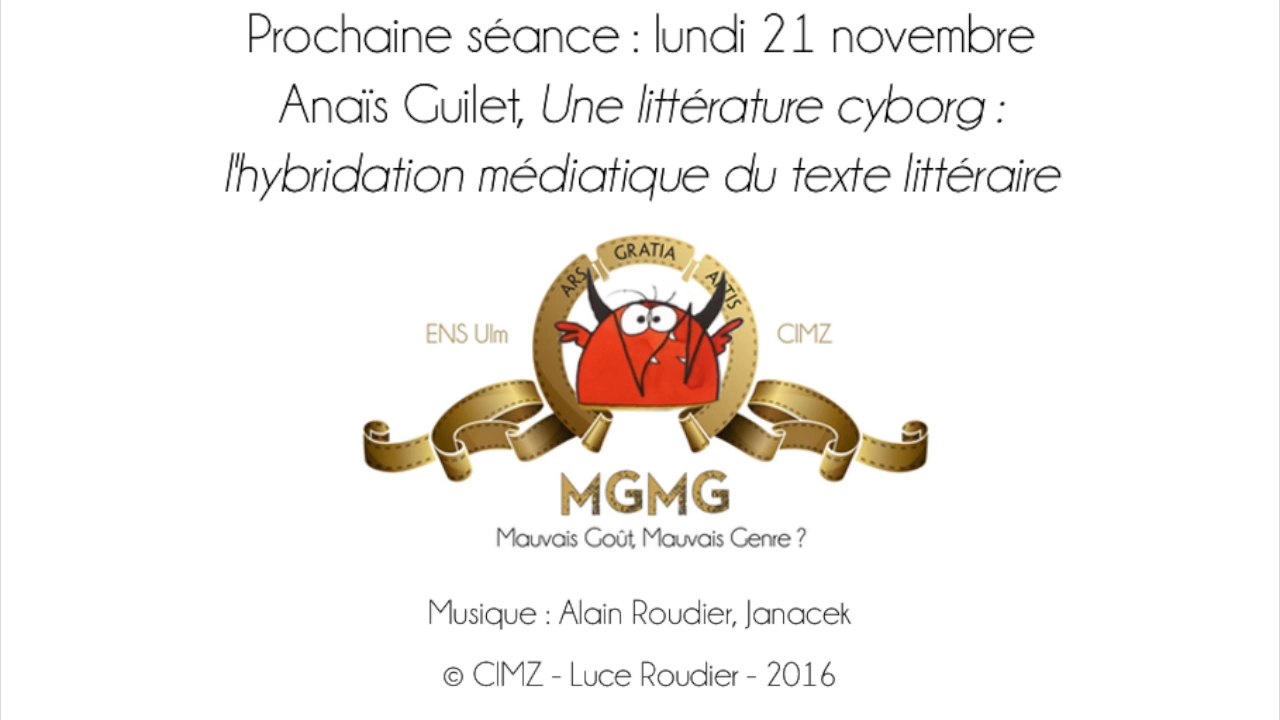 Prochaine séance : lundi 21 novembre
Anaïs Guilet, Une littérature cyborg :
l'hybridation médiatique du texte littéraire
ARS GRATIA ARTIS
ENS Ulm
CIMZ
MGMG
Mauvais Goût, Mauvais Genre ?
Musique : Alain Roudier, Janacek
© CIMZ - Luce Roudier - 2016